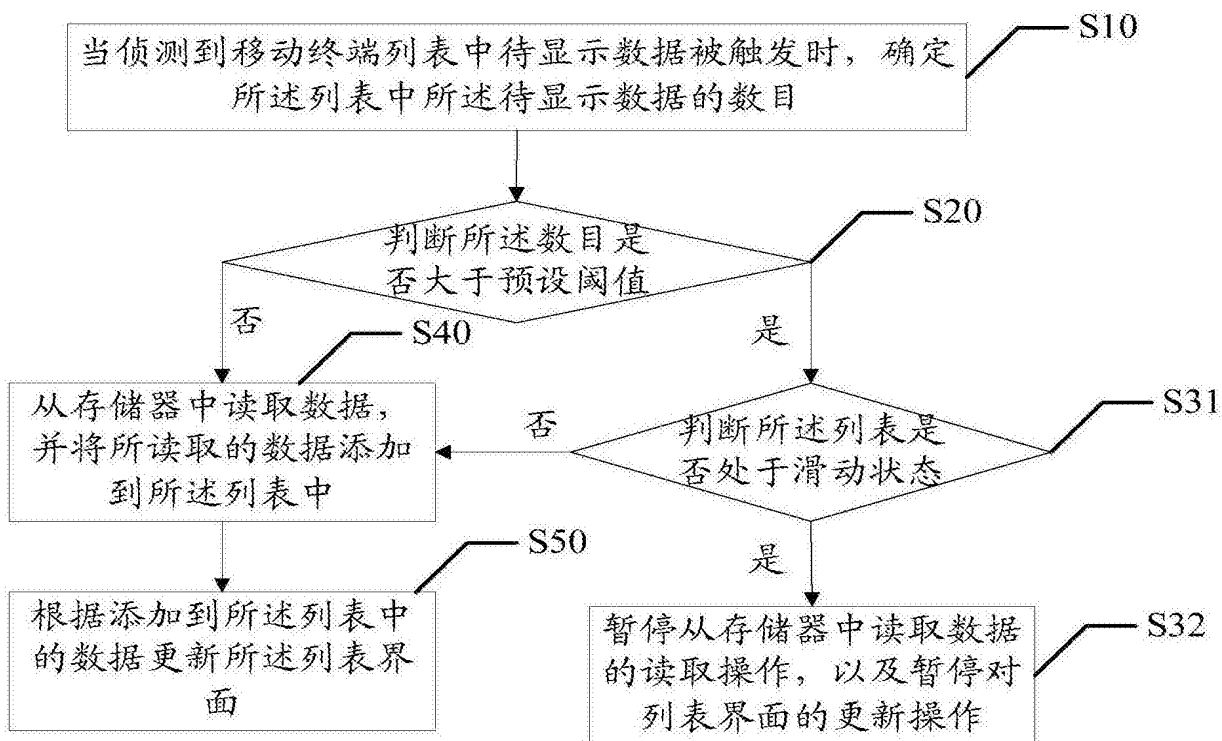 S10
当侦测到移动终端列表中待显示数据被触发时，确定
所述列表中所述待显示数据的数目
S20
判断所述数目是
否大于预设阈值
否
是
S40
从存储器中读取数据，
并将所读取的数据添加
到所述列表中
否
S31
判断所述列表是
否处于滑动状态
S50
根据添加到所述列表中
的数据更新所述列表界
面
是
S32
暂停从存储器中读取数据
的读取操作，以及暂停对
列表界面的更新操作